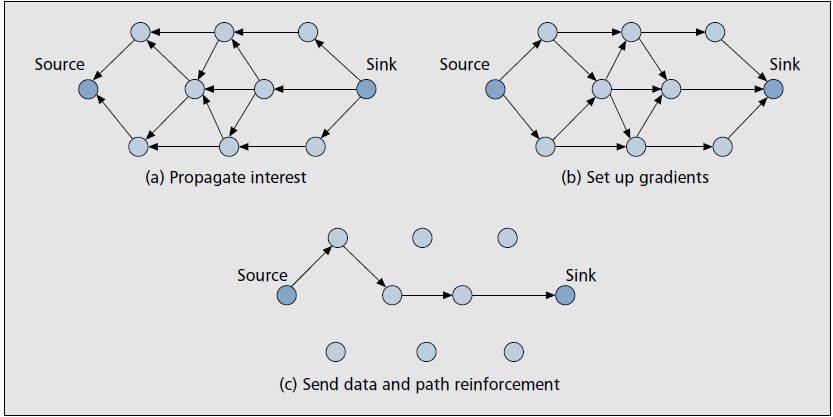 Source
Sink
(a) Propagate interest
Source
Sink
(b) Set up gradients
Source
Sink
(c) Send data and path reinforcement